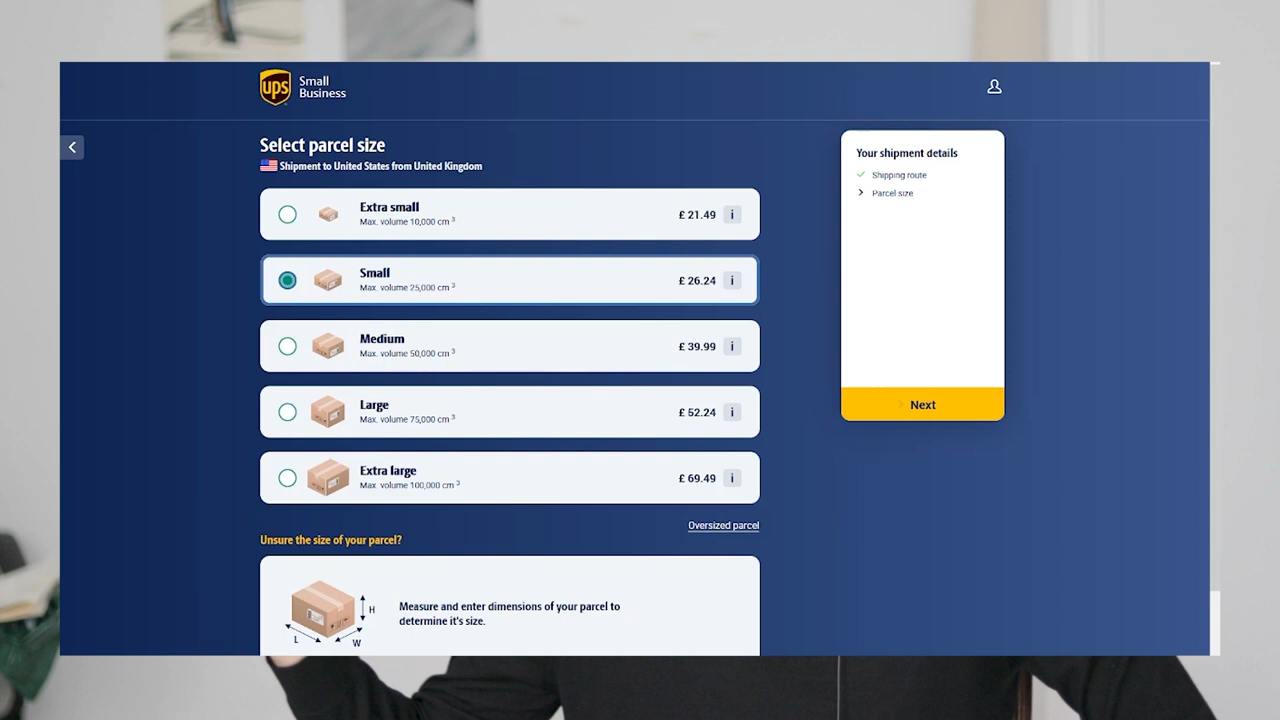 ups
Small
Business
Select parcel size
Shipment to United States from United Kingdom
Extra small
Max. volume 10,000 cm 3
£ 21.49
i
Small
Max. volume 25,000 cm 3
£ 26.24
i
Medium
Max. volume 50,000 cm 3
£ 39.99
i
Large
Max. volume 75,000 cm 3
£ 52.24
i
Extra large
Max. volume 100,000 cm 3
£ 69.49
i
Oversized parcel
Unsure the size of your parcel?
H
L
W
Measure and enter dimensions of your parcel to
determine it's size.
Your shipment details
Shipping route
Parcel size
Next